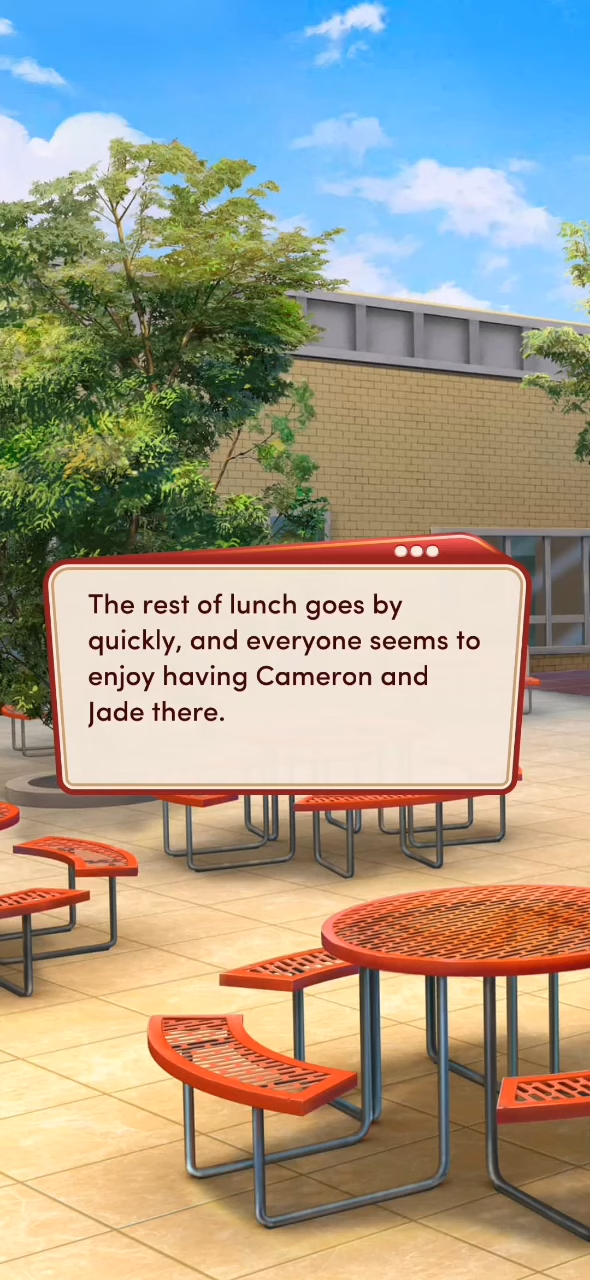 The rest of lunch goes by
quickly, and everyone seems to
enjoy having Cameron and
Jade there.